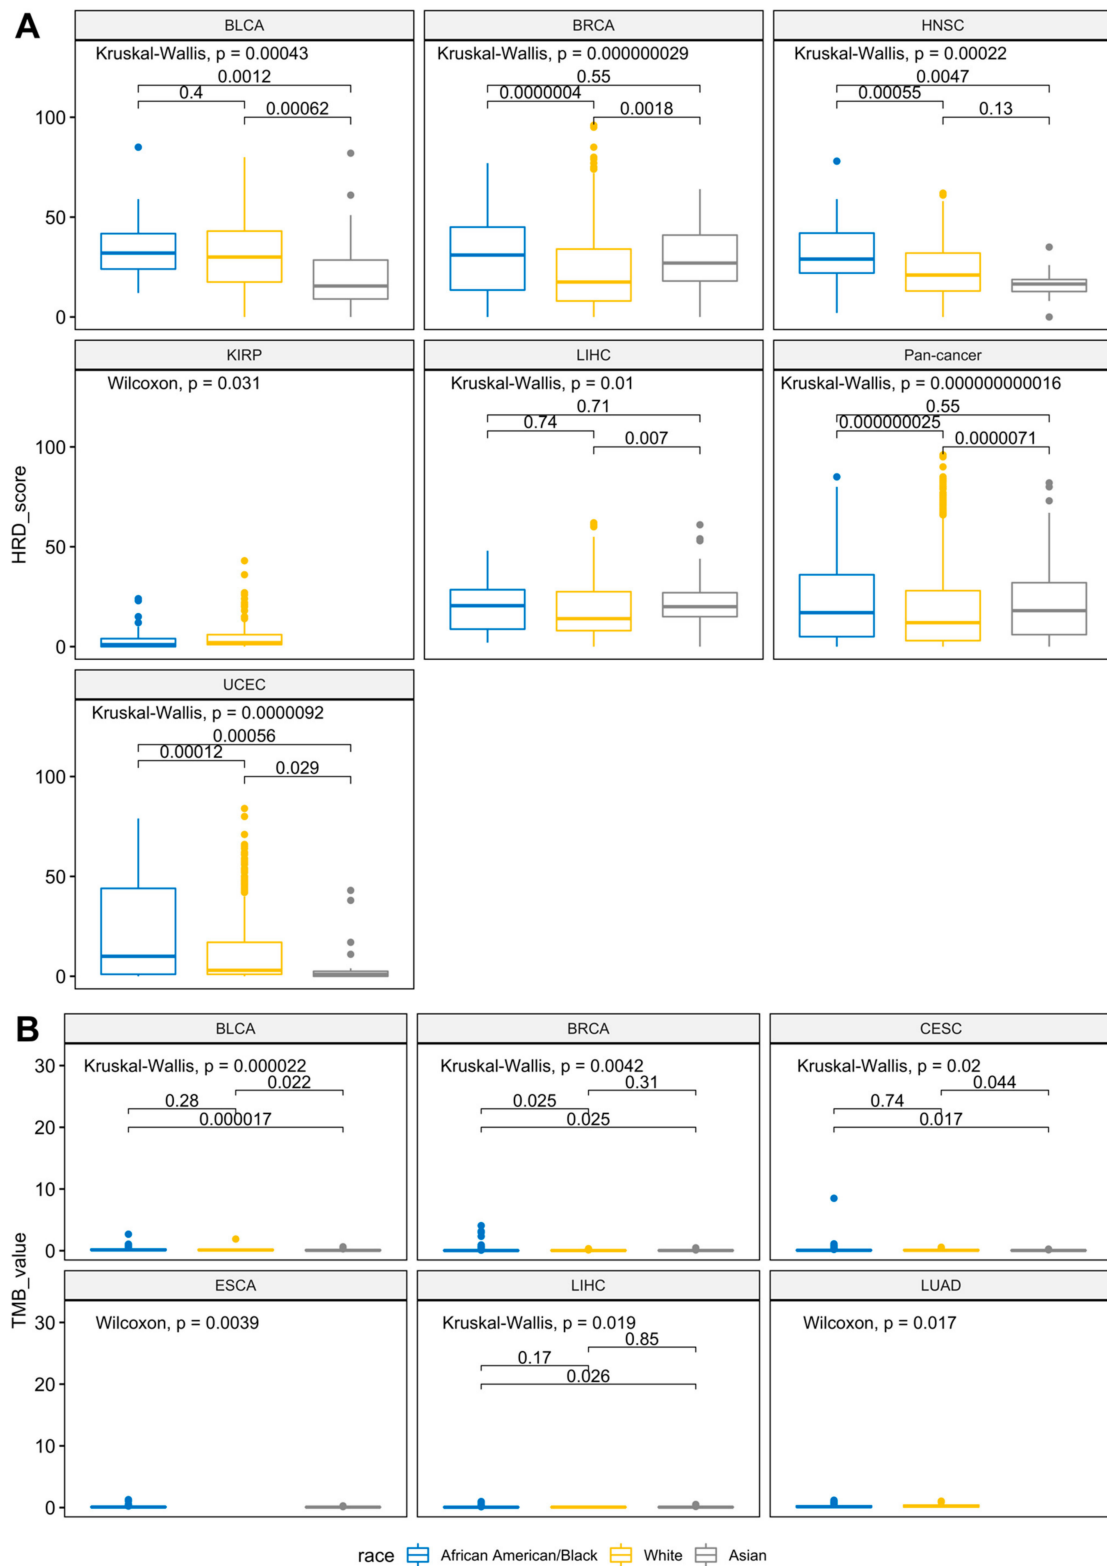 A
BLCA
BRCA
HNSC
Kruskal-Wallis, p = 0.00043
Kruskal-Wallis, p = 0.000000029
Kruskal-Wallis, p = 0.00022
0.0012
0.55
0.0047
0.4
0.0000004
0.00055
0.00062
0.0018
0.13
100
50
0
KIRP
LIHC
Pan-cancer
Wilcoxon, p = 0.031
Kruskal-Wallis, p = 0.01
Kruskal-Wallis, p = 0.000000000016
0.71
0.55
0.74
0.000000025
0.007
0.0000071
100
50
0
HRD_score
UCEC
Kruskal-Wallis, p = 0.0000092
0.00056
0.00012
0.029
100
50
0
B
BLCA
BRCA
CESC
Kruskal-Wallis, p = 0.000022
Kruskal-Wallis, p = 0.0042
Kruskal-Wallis, p = 0.02
0.022
0.31
0.044
0.28
0.025
0.74
0.000017
0.025
0.017
30
20
10
0
TMB_value
ESCA
LIHC
LUAD
Wilcoxon, p = 0.0039
Kruskal-Wallis, p = 0.019
Wilcoxon, p = 0.017
0.85
0.17
0.026
30
20
10
0
race African American/Black White Asian